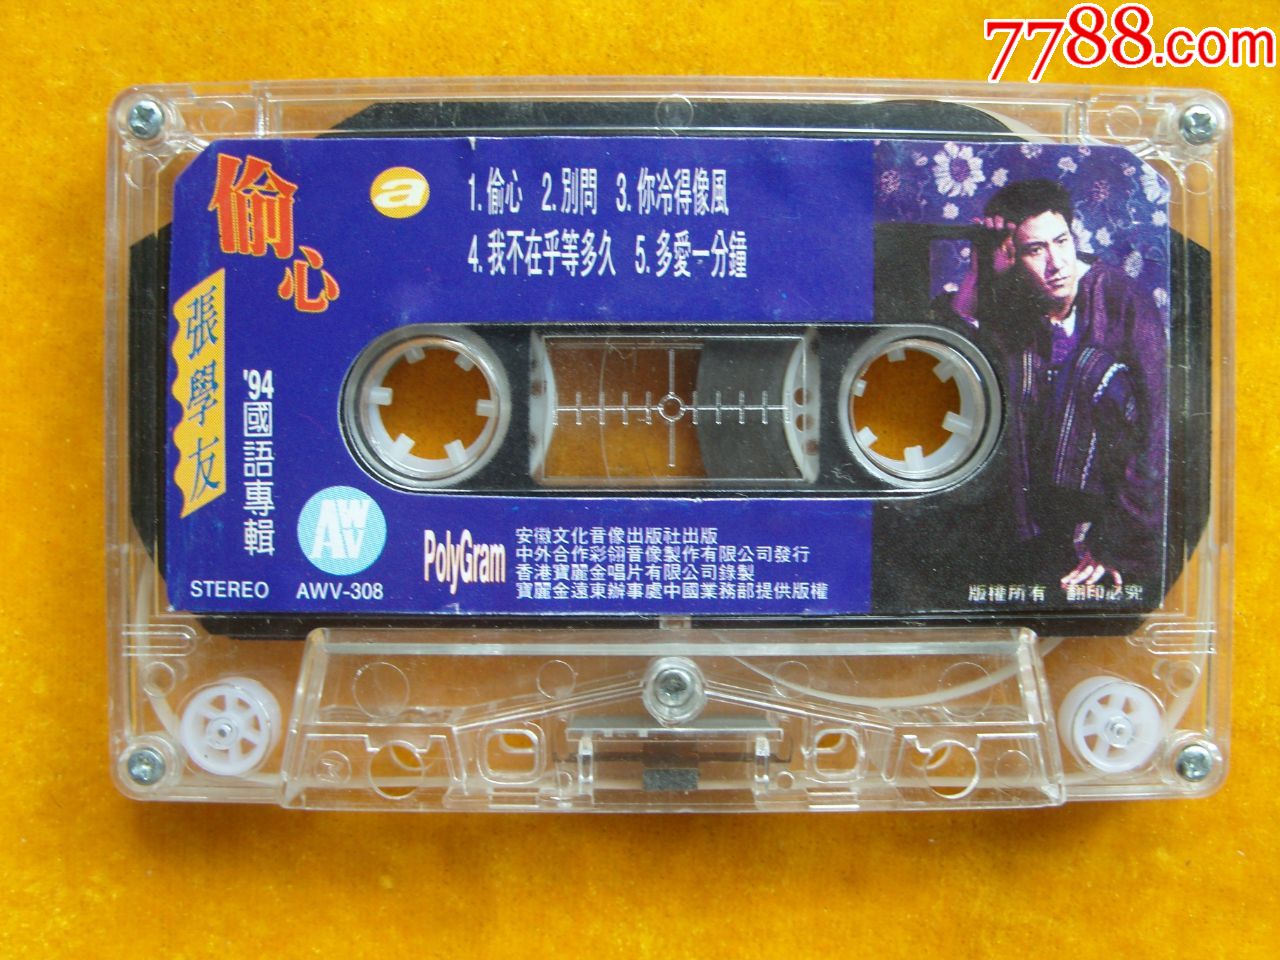 7788.com
偷心
張學友
'94國語專輯
a
1.偷心 2.別問 3.你冷得像風
4.我不在乎等多久 5.多愛一分鐘
AWV
STEREO AWV-308
PolyGram
安徽文化音像出版社出版
中外合作彩翎音像製作有限公司發行
香港寶麗金唱片有限公司錄製
寶麗金遠東辦事處中國業務部提供版權
版權所有 翻印必究